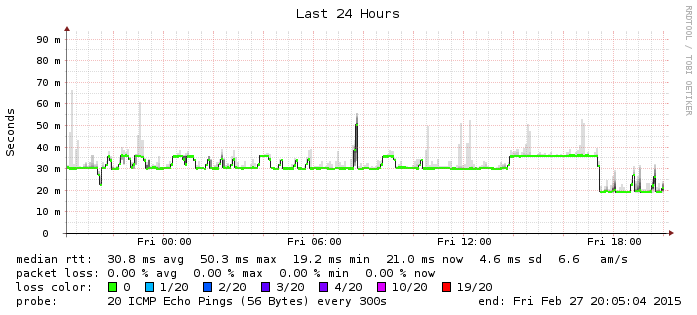 Last 24 Hours
RRDTOOL / TOBI OETIKER
Seconds
90 m
80 m
70 m
60 m
50 m
40 m
30 m
20 m
10 m
0
Fri 00:00 Fri 06:00 Fri 12:00 Fri 18:00
median rtt: 30.8 ms avg 50.3 ms max 19.2 ms min 21.0 ms now 4.6 ms sd 6.6 am/s
packet loss: 0.00 % avg 0.00 % max 0.00 % min 0.00 % now
loss color: 0 1/20 2/20 3/20 4/20 10/20 19/20
probe: 20 ICMP Echo Pings (56 Bytes) every 300s end: Fri Feb 27 20:05:04 2015